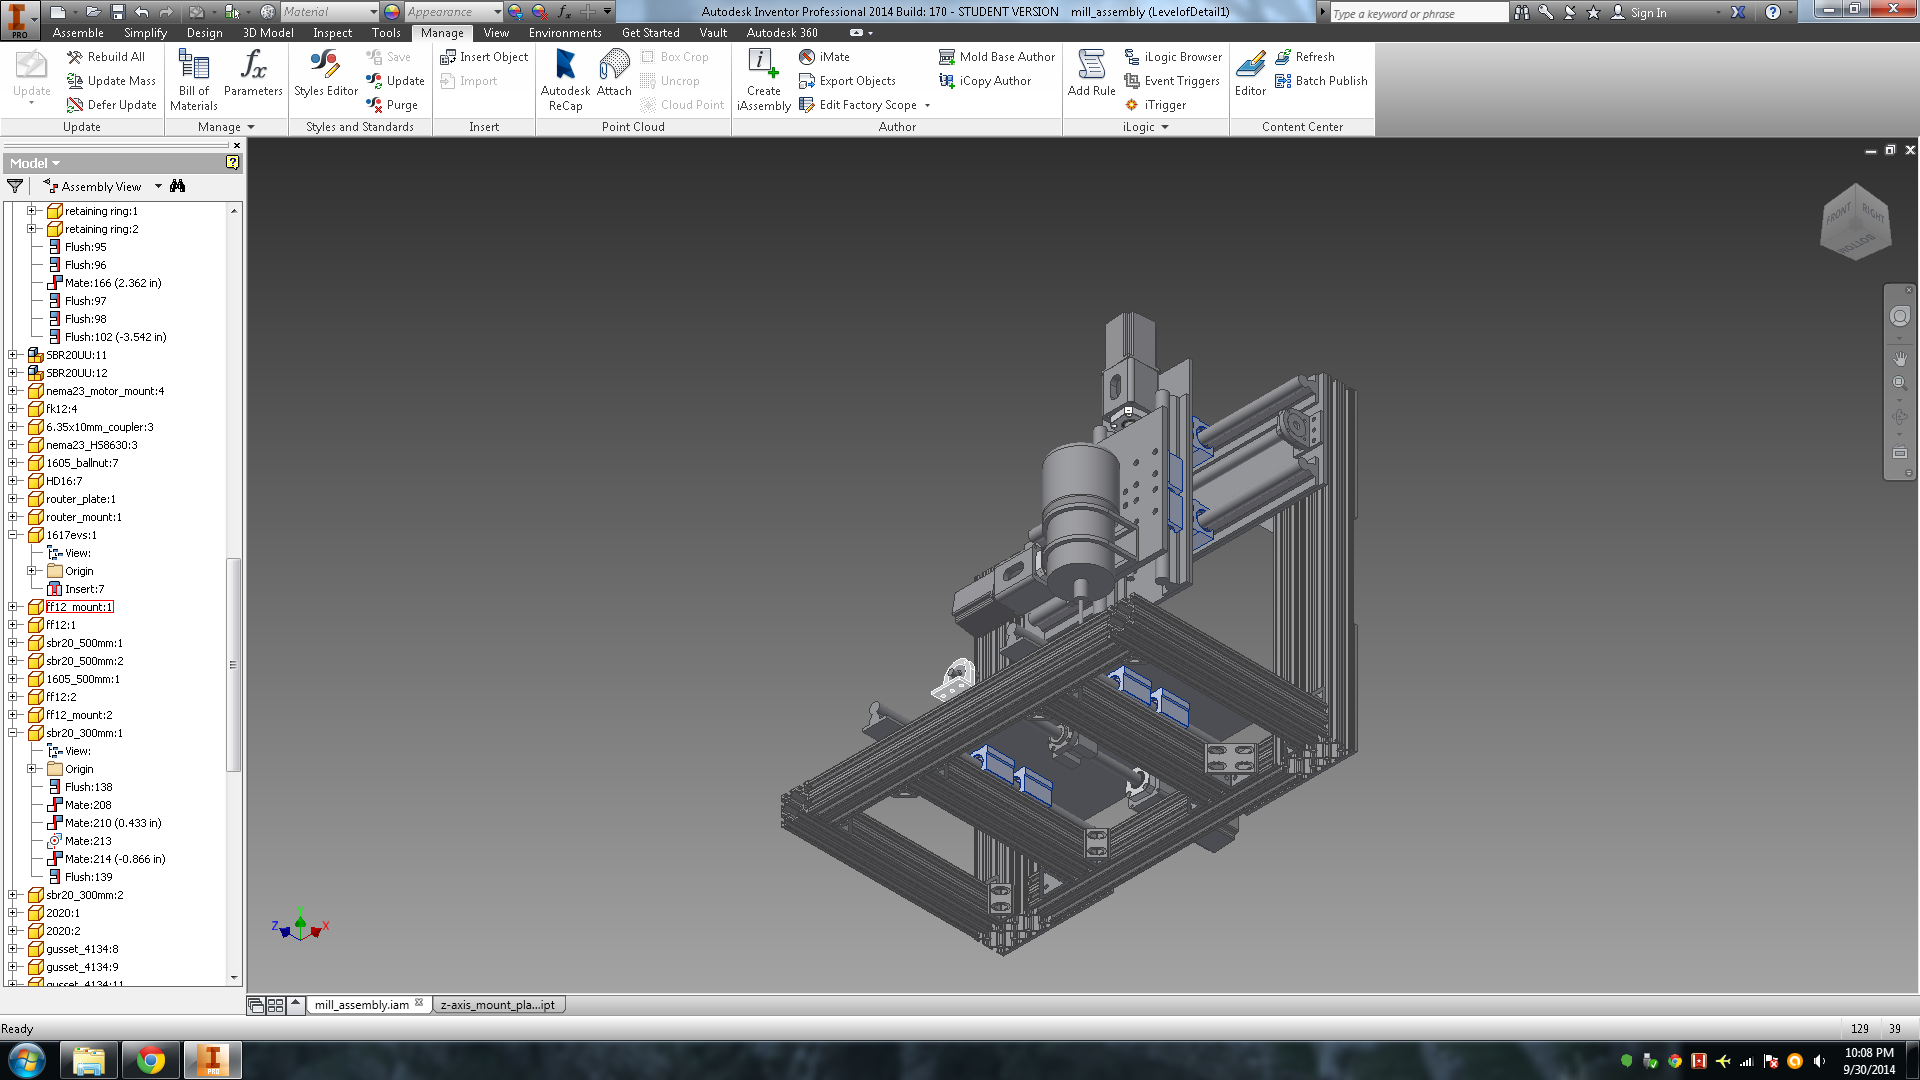 Material
Appearance
Autodesk Inventor Professional 2014 Build: 170 - STUDENT VERSION mill_assembly (LevelofDetail1)
Type a keyword or phrase
Sign In
PRO
Assemble Simplify Design 3D Model Inspect Tools Manage View Environments Get Started Vault Autodesk 360
Update
Rebuild All
Update Mass
Defer Update
Update
Bill of Materials
Parameters
Manage
Styles Editor
Save
Update
Purge
Styles and Standards
Insert Object
Import
Insert
Autodesk ReCap
Attach
Box Crop
Uncrop
Cloud Point
Point Cloud
Create iAssembly
iMate
Export Objects
Edit Factory Scope
Mold Base Author
iCopy Author
Author
Add Rule
iLogic Browser
Event Triggers
iTrigger
iLogic
Editor
Refresh
Batch Publish
Content Center
Model
Assembly View
retaining ring:1
retaining ring:2
Flush:95
Flush:96
Mate:166 (2.362 in)
Flush:97
Flush:98
Flush:102 (-3.542 in)
SBR20UU:11
SBR20UU:12
nema23_motor_mount:4
fk12:4
6.35x10mm_coupler:3
nema23_HS8630:3
1605_ballnut:7
HD16:7
router_plate:1
router_mount:1
1617evs:1
View:
Origin
Insert:7
ff12_mount:1
ff12:1
sbr20_500mm:1
sbr20_500mm:2
1605_500mm:1
ff12:2
ff12_mount:2
sbr20_300mm:1
View:
Origin
Flush:138
Mate:208
Mate:210 (0.433 in)
Mate:213
Mate:214 (-0.866 in)
Flush:139
sbr20_300mm:2
2020:1
2020:2
gusset_4134:8
gusset_4134:9
gusset_4134:11
FRONT
RIGHT
BOTTOM
Z
Y
X
mill_assembly.iam
z-axis_mount_pla...ipt
Ready
129 39
PRO
10:08 PM
9/30/2014